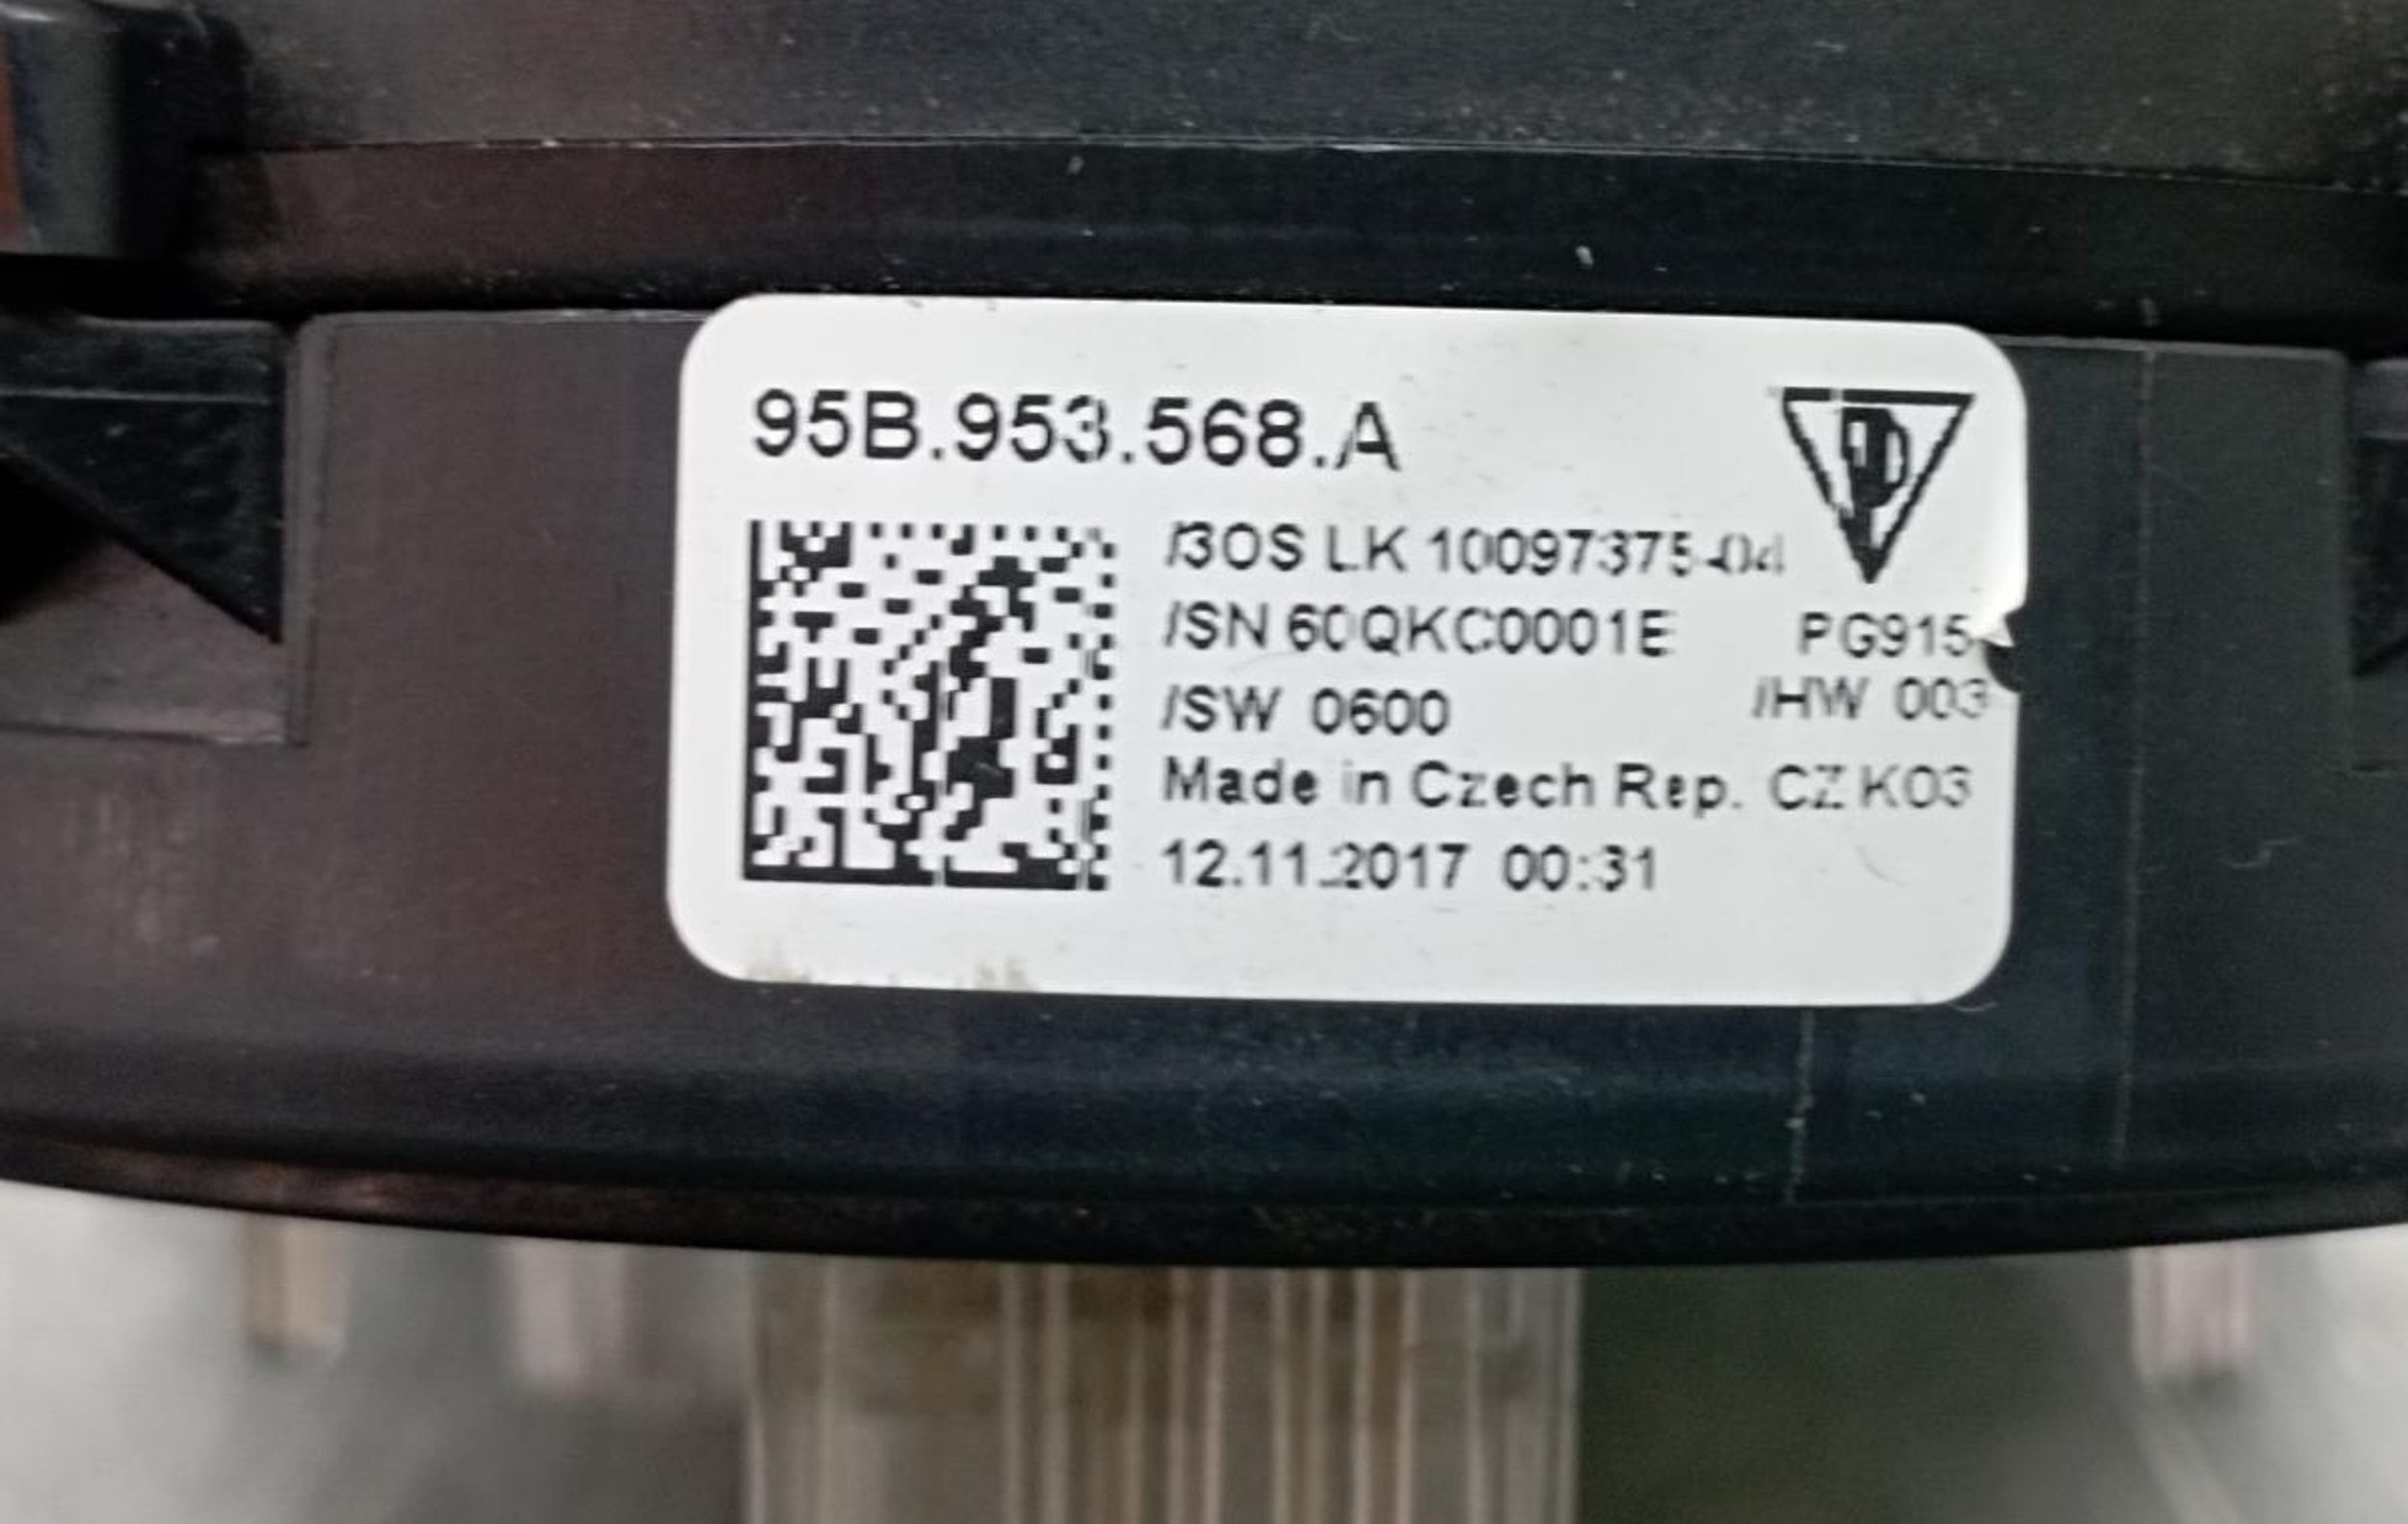 95B.953.568.A
/3OS LK 10097375-04
/SN 60QKC0001E PG915
/SW 0600 /HW 003
Made in Czech Rep. CZ K03
12.11.2017 00:31